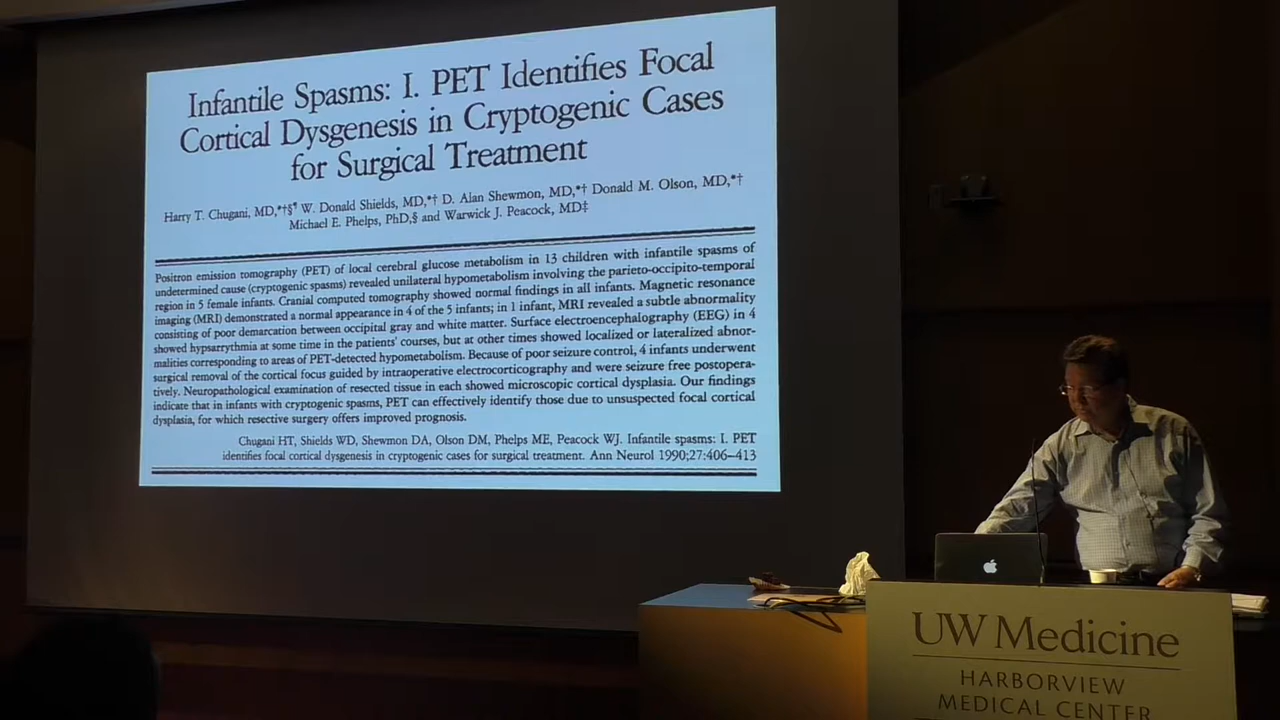 Infantile Spasms: I. PET Identifies Focal
Cortical Dysgenesis in Cryptogenic Cases
for Surgical Treatment
Harry T. Chugani, MD,*†§¶ W. Donald Shields, MD,*† D. Alan Shewmon, MD,*† Donald M. Olson, MD,*†
Michael E. Phelps, PhD,§ and Warwick J. Peacock, MD‡
Positron emission tomography (PET) of local cerebral glucose metabolism in 13 children with infantile spasms of
undetermined cause (cryptogenic spasms) revealed unilateral hypometabolism involving the parieto-occipito-temporal
region in 5 female infants. Cranial computed tomography showed normal findings in all infants. Magnetic resonance
imaging (MRI) demonstrated a normal appearance in 4 of the 5 infants; in 1 infant, MRI revealed a subtle abnormality
consisting of poor demarcation between occipital gray and white matter. Surface electroencephalography (EEG) in 4
showed hypsarrythmia at some time in the patients' courses, but at other times showed localized or lateralized abnor-
malities corresponding to areas of PET-detected hypometabolism. Because of poor seizure control, 4 infants underwent
surgical removal of the cortical focus guided by intraoperative electrocorticography and were seizure free postopera-
tively. Neuropathological examination of resected tissue in each showed microscopic cortical dysplasia. Our findings
indicate that in infants with cryptogenic spasms, PET can effectively identify those due to unsuspected focal cortical
dysplasia, for which resective surgery offers improved prognosis.
Chugani HT, Shields WD, Shewmon DA, Olson DM, Phelps ME, Peacock WJ. Infantile spasms: I. PET
identifies focal cortical dysgenesis in cryptogenic cases for surgical treatment. Ann Neurol 1990;27:406–413
UW Medicine
HARBORVIEW
MEDICAL CENTER